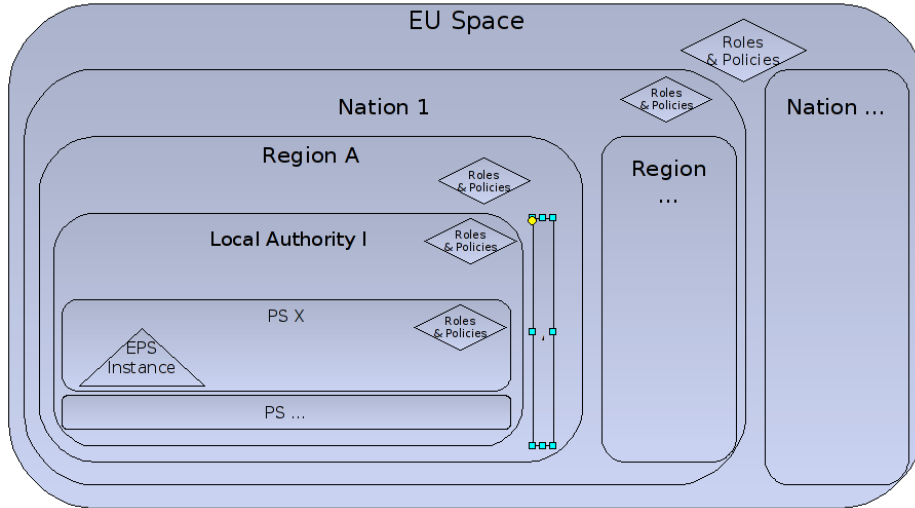 EU Space
Roles
& Policies
Nation 1
Roles
& Policies
Nation ...
Region A
Roles
& Policies
Region
...
Local Authority I
Roles
& Policies
PS X
Roles
& Policies
EPS
Instance
PS ...